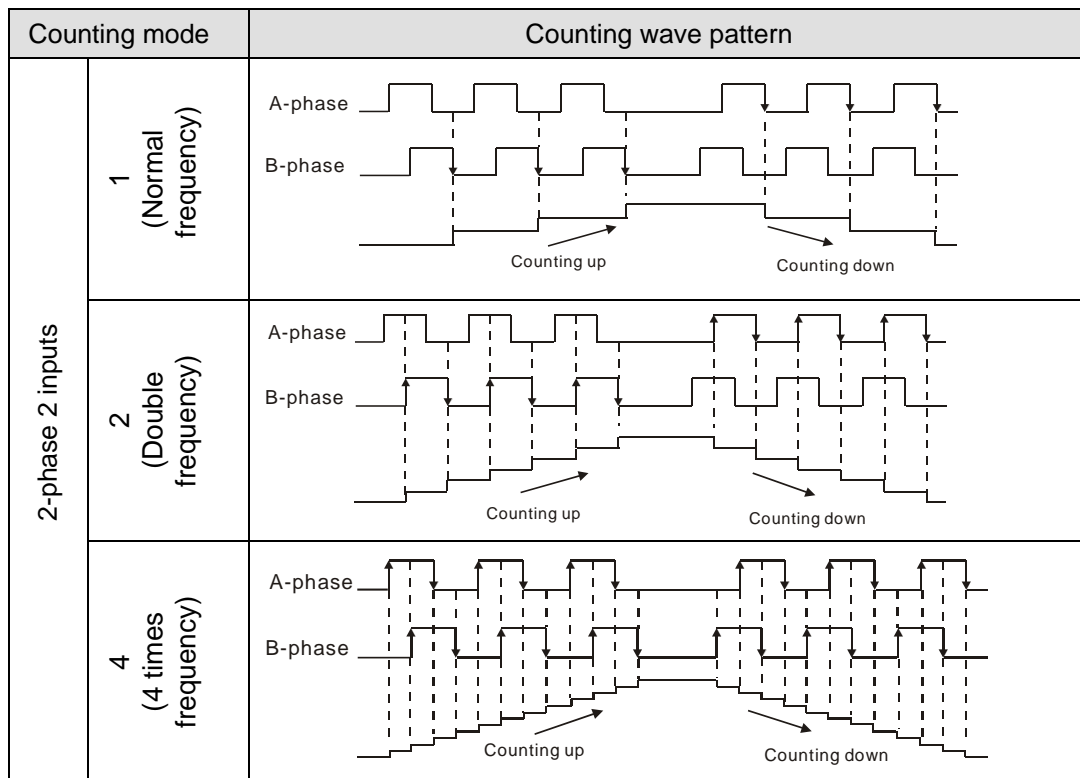 Counting mode
Counting wave pattern
2-phase 2 inputs
1
(Normal
frequency)
A-phase
B-phase
Counting up
Counting down
2
(Double
frequency)
A-phase
B-phase
Counting up
Counting down
4
(4 times
frequency)
A-phase
B-phase
Counting up
Counting down